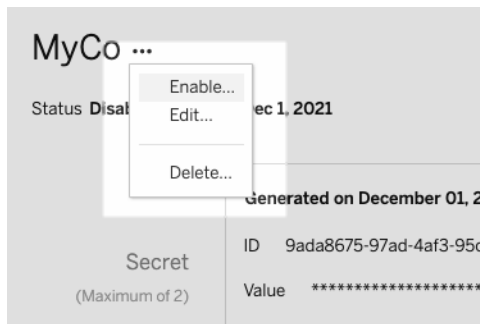 MyCo ...
Enable...
Status Disab ec 1, 2021
Edit...
Delete...
Generated on December 01, 2
ID 9ada8675-97ad-4af3-95
Secret
(Maximum of 2)
Value ********************